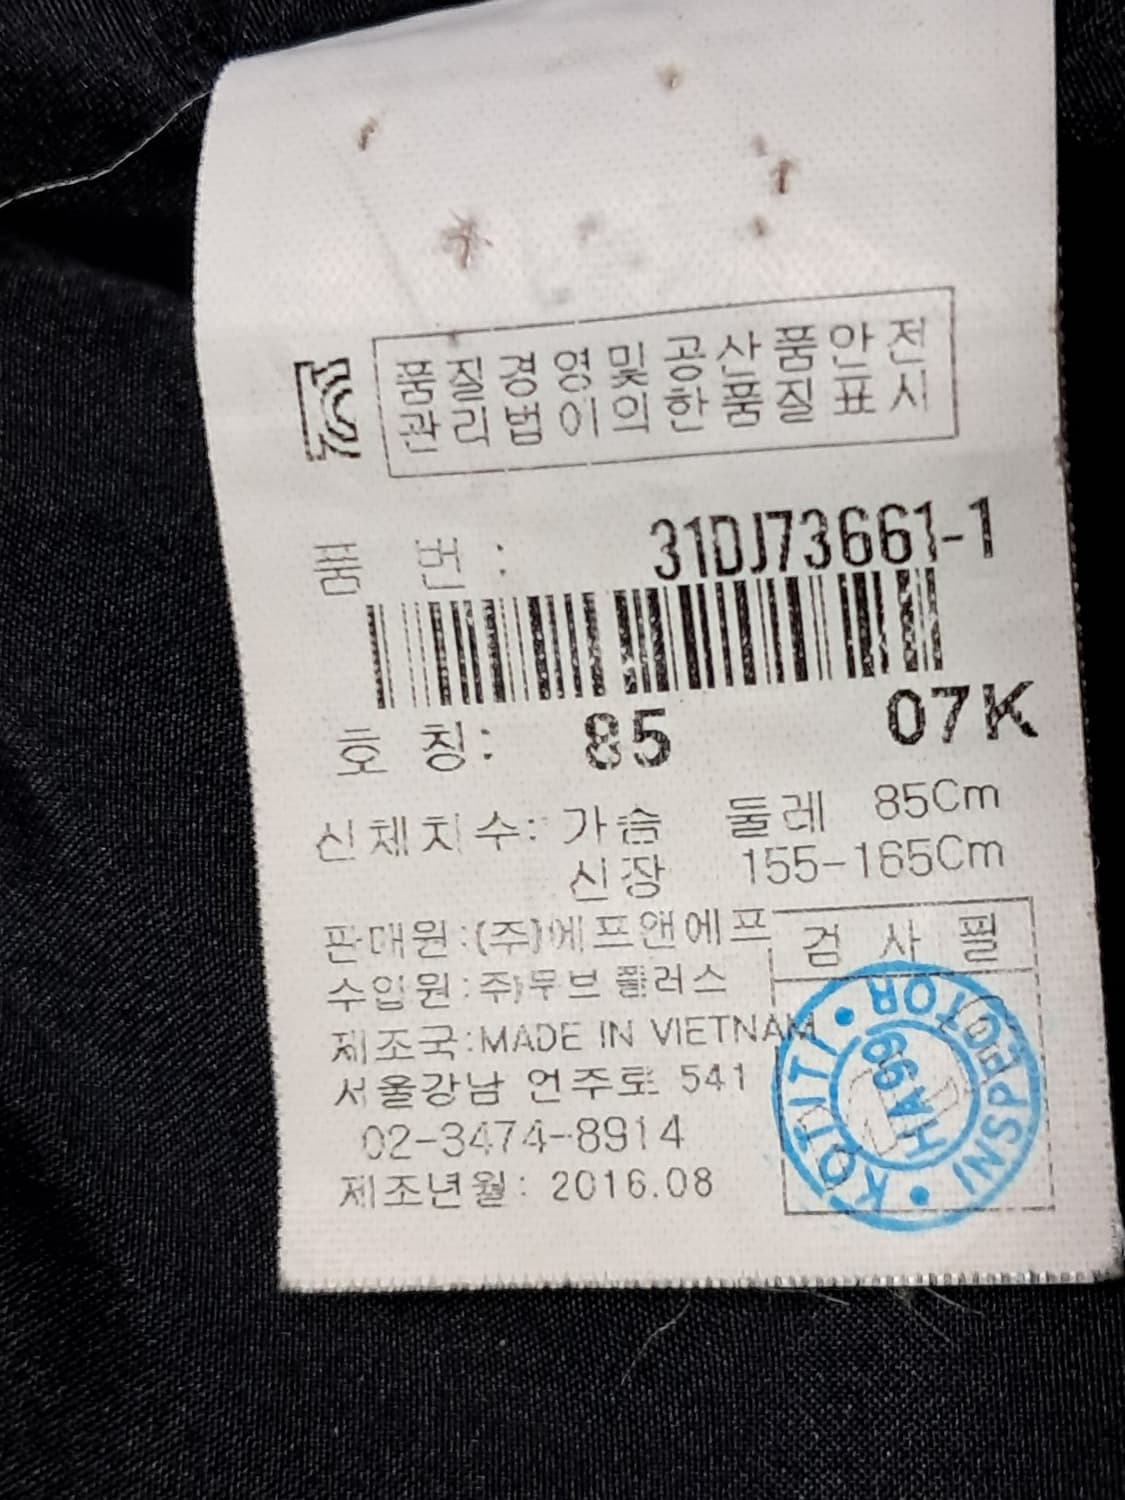 품질경영및공산품안전
관리법이의한품질표시
품 번 : 31DJ73661-1
호 칭: 85 07K
신체치수: 가슴 둘레 85Cm
신장 155-165Cm
판매원:(주)에프앤에프
수입원:주)무브플러스
제조국:MADE IN VIETNAM
서울강남 언주로 541
02-3474-8914
제조년월: 2016.08
검 사 필
KOTITI • INSPECTOR •
HA99